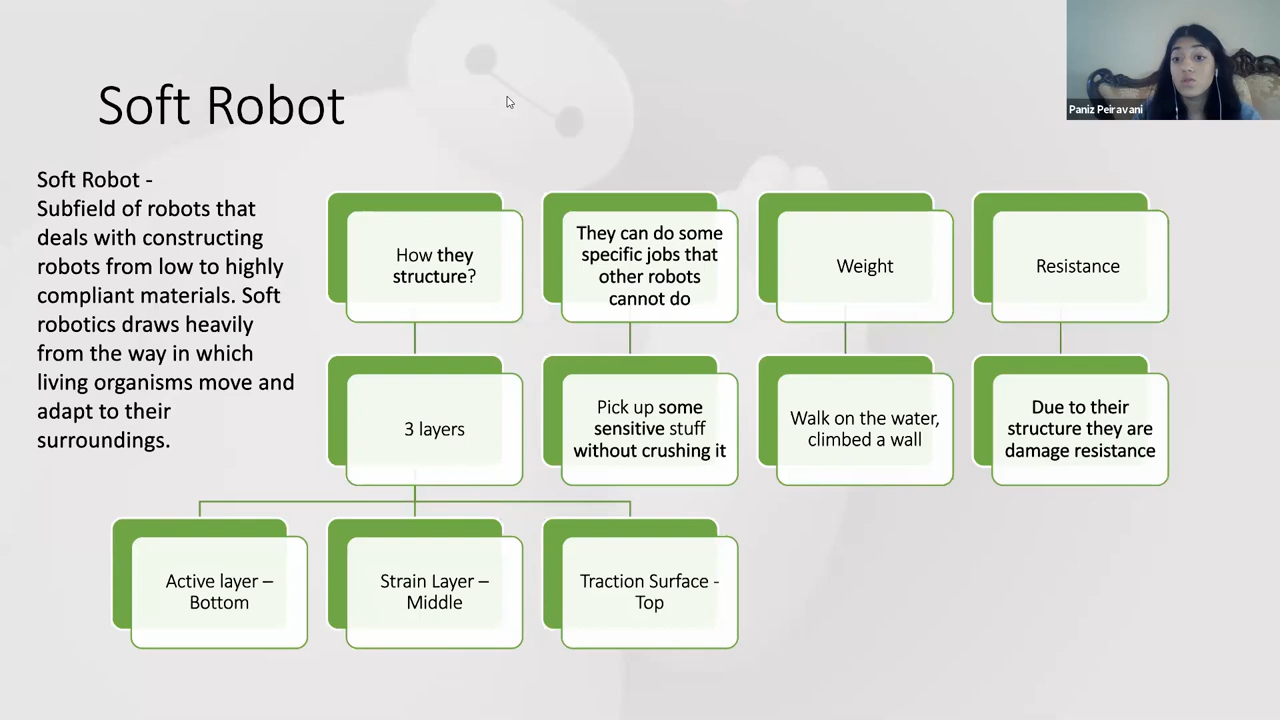 Soft Robot
Paniz Peiravani
Soft Robot -
Subfield of robots that
deals with constructing
robots from low to highly
compliant materials. Soft
robotics draws heavily
from the way in which
living organisms move and
adapt to their
surroundings.
How they
structure?
They can do some
specific jobs that
other robots
cannot do
Weight
Resistance
3 layers
Pick up some
sensitive stuff
without crushing it
Walk on the water,
climbed a wall
Due to their
structure they are
damage resistance
Active layer –
Bottom
Strain Layer –
Middle
Traction Surface -
Top